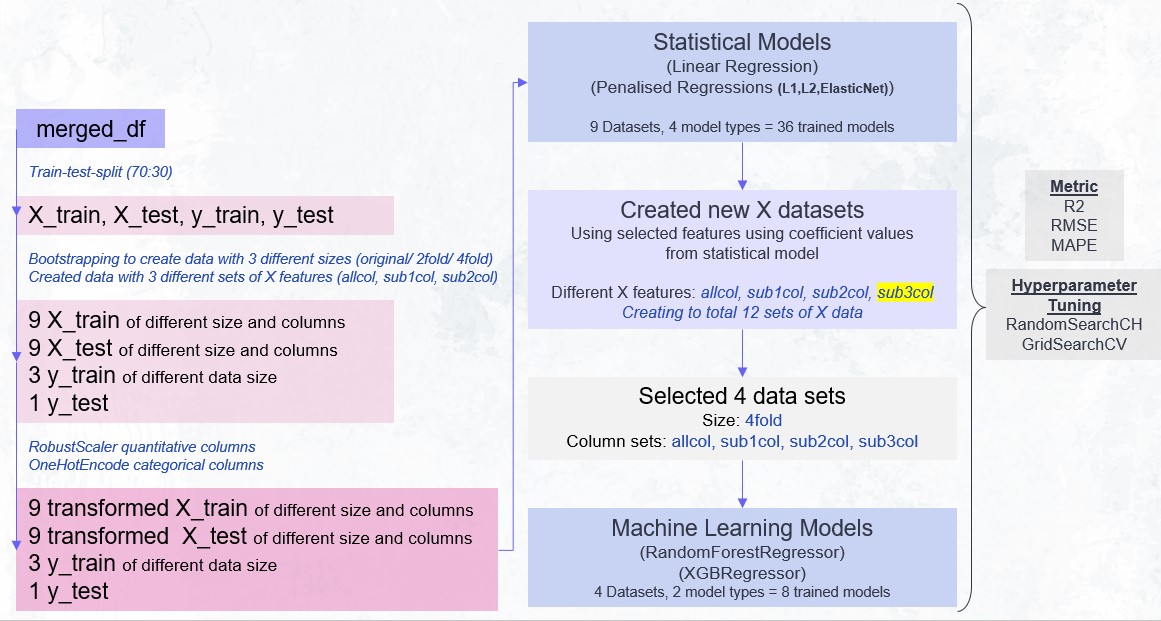 merged_df
Train-test-split (70:30)
X_train, X_test, y_train, y_test
Bootstrapping to create data with 3 different sizes (original/ 2fold/ 4fold)
Created data with 3 different sets of X features (allcol, sub1col, sub2col)
9 X_train of different size and columns
9 X_test of different size and columns
3 y_train of different data size
1 y_test
RobustScaler quantitative columns
OneHotEncode categorical columns
9 transformed X_train of different size and columns
9 transformed X_test of different size and columns
3 y_train of different data size
1 y_test
Statistical Models
(Linear Regression)
(Penalised Regressions (L1,L2,ElasticNet))
9 Datasets, 4 model types = 36 trained models
Created new X datasets
Using selected features using coefficient values
from statistical model
Different X features: allcol, sub1col, sub2col, sub3col
Creating to total 12 sets of X data
Selected 4 data sets
Size: 4fold
Column sets: allcol, sub1col, sub2col, sub3col
Machine Learning Models
(RandomForestRegressor)
(XGBRegressor)
4 Datasets, 2 model types = 8 trained models
Metric
R2
RMSE
MAPE
Hyperparameter
Tuning
RandomSearchCH
GridSearchCV